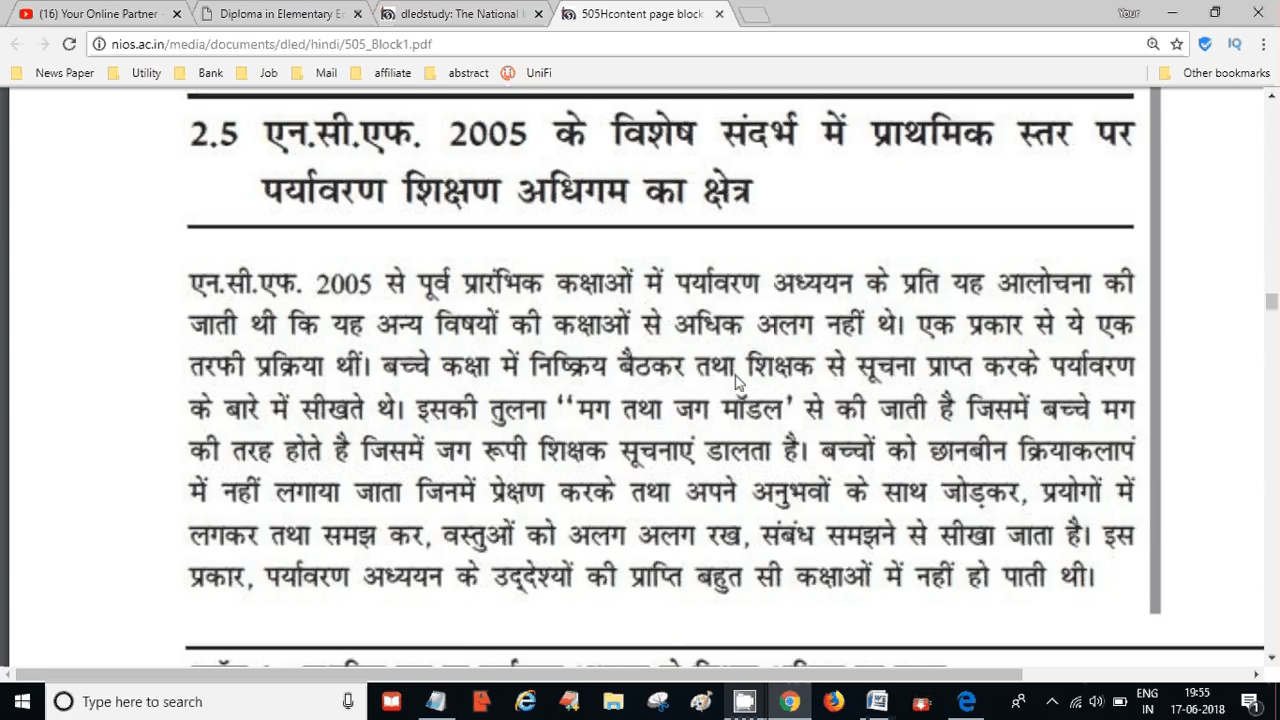 (16) Your Online Partner
Diploma in Elementary Ec
dledstudy: The National I
505Hcontent page block
Your
nios.ac.in/media/documents/dled/hindi/505_Block1.pdf
News Paper Utility Bank Job Mail affiliate abstract UniFi Other bookmarks
2.5 एन.सी.एफ. 2005 के विशेष संदर्भ में प्राथमिक स्तर पर
पर्यावरण शिक्षण अधिगम का क्षेत्र
एन.सी.एफ. 2005 से पूर्व प्रारंभिक कक्षाओं में पर्यावरण अध्ययन के प्रति यह आलोचना की
जाती थी कि यह अन्य विषयों की कक्षाओं से अधिक अलग नहीं थे। एक प्रकार से ये एक
तरफी प्रक्रिया थीं। बच्चे कक्षा में निष्क्रिय बैठकर तथा शिक्षक से सूचना प्राप्त करके पर्यावरण
के बारे में सीखते थे। इसकी तुलना ‘‘मग तथा जग मॉडल’ से की जाती है जिसमें बच्चे मग
की तरह होते है जिसमें जग रूपी शिक्षक सूचनाएं डालता है। बच्चों को छानबीन क्रियाकलापं
में नहीं लगाया जाता जिनमें प्रेक्षण करके तथा अपने अनुभवों के साथ जोड़कर, प्रयोगों में
लगकर तथा समझ कर, वस्तुओं को अलग अलग रख, संबंध समझने से सीखा जाता है। इस
प्रकार, पर्यावरण अध्ययन के उद्देश्यों की प्राप्ति बहुत सी कक्षाओं में नहीं हो पाती थी।
Type here to search
ENG
IN
19:55
17-06-2018